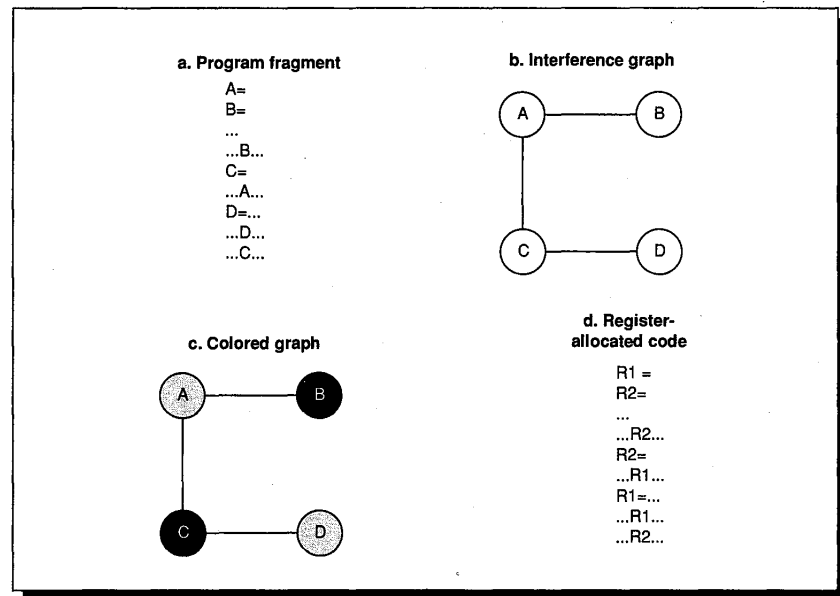 a. Program fragment
A=
B=
...
...B...
C=
...A...
D=...
...D...
...C...
b. Interference graph
A
B
C
D
c. Colored graph
A
B
C
D
d. Register-
allocated code
R1 =
R2=
...
...R2...
R2=
...R1...
R1=...
...R1...
...R2...